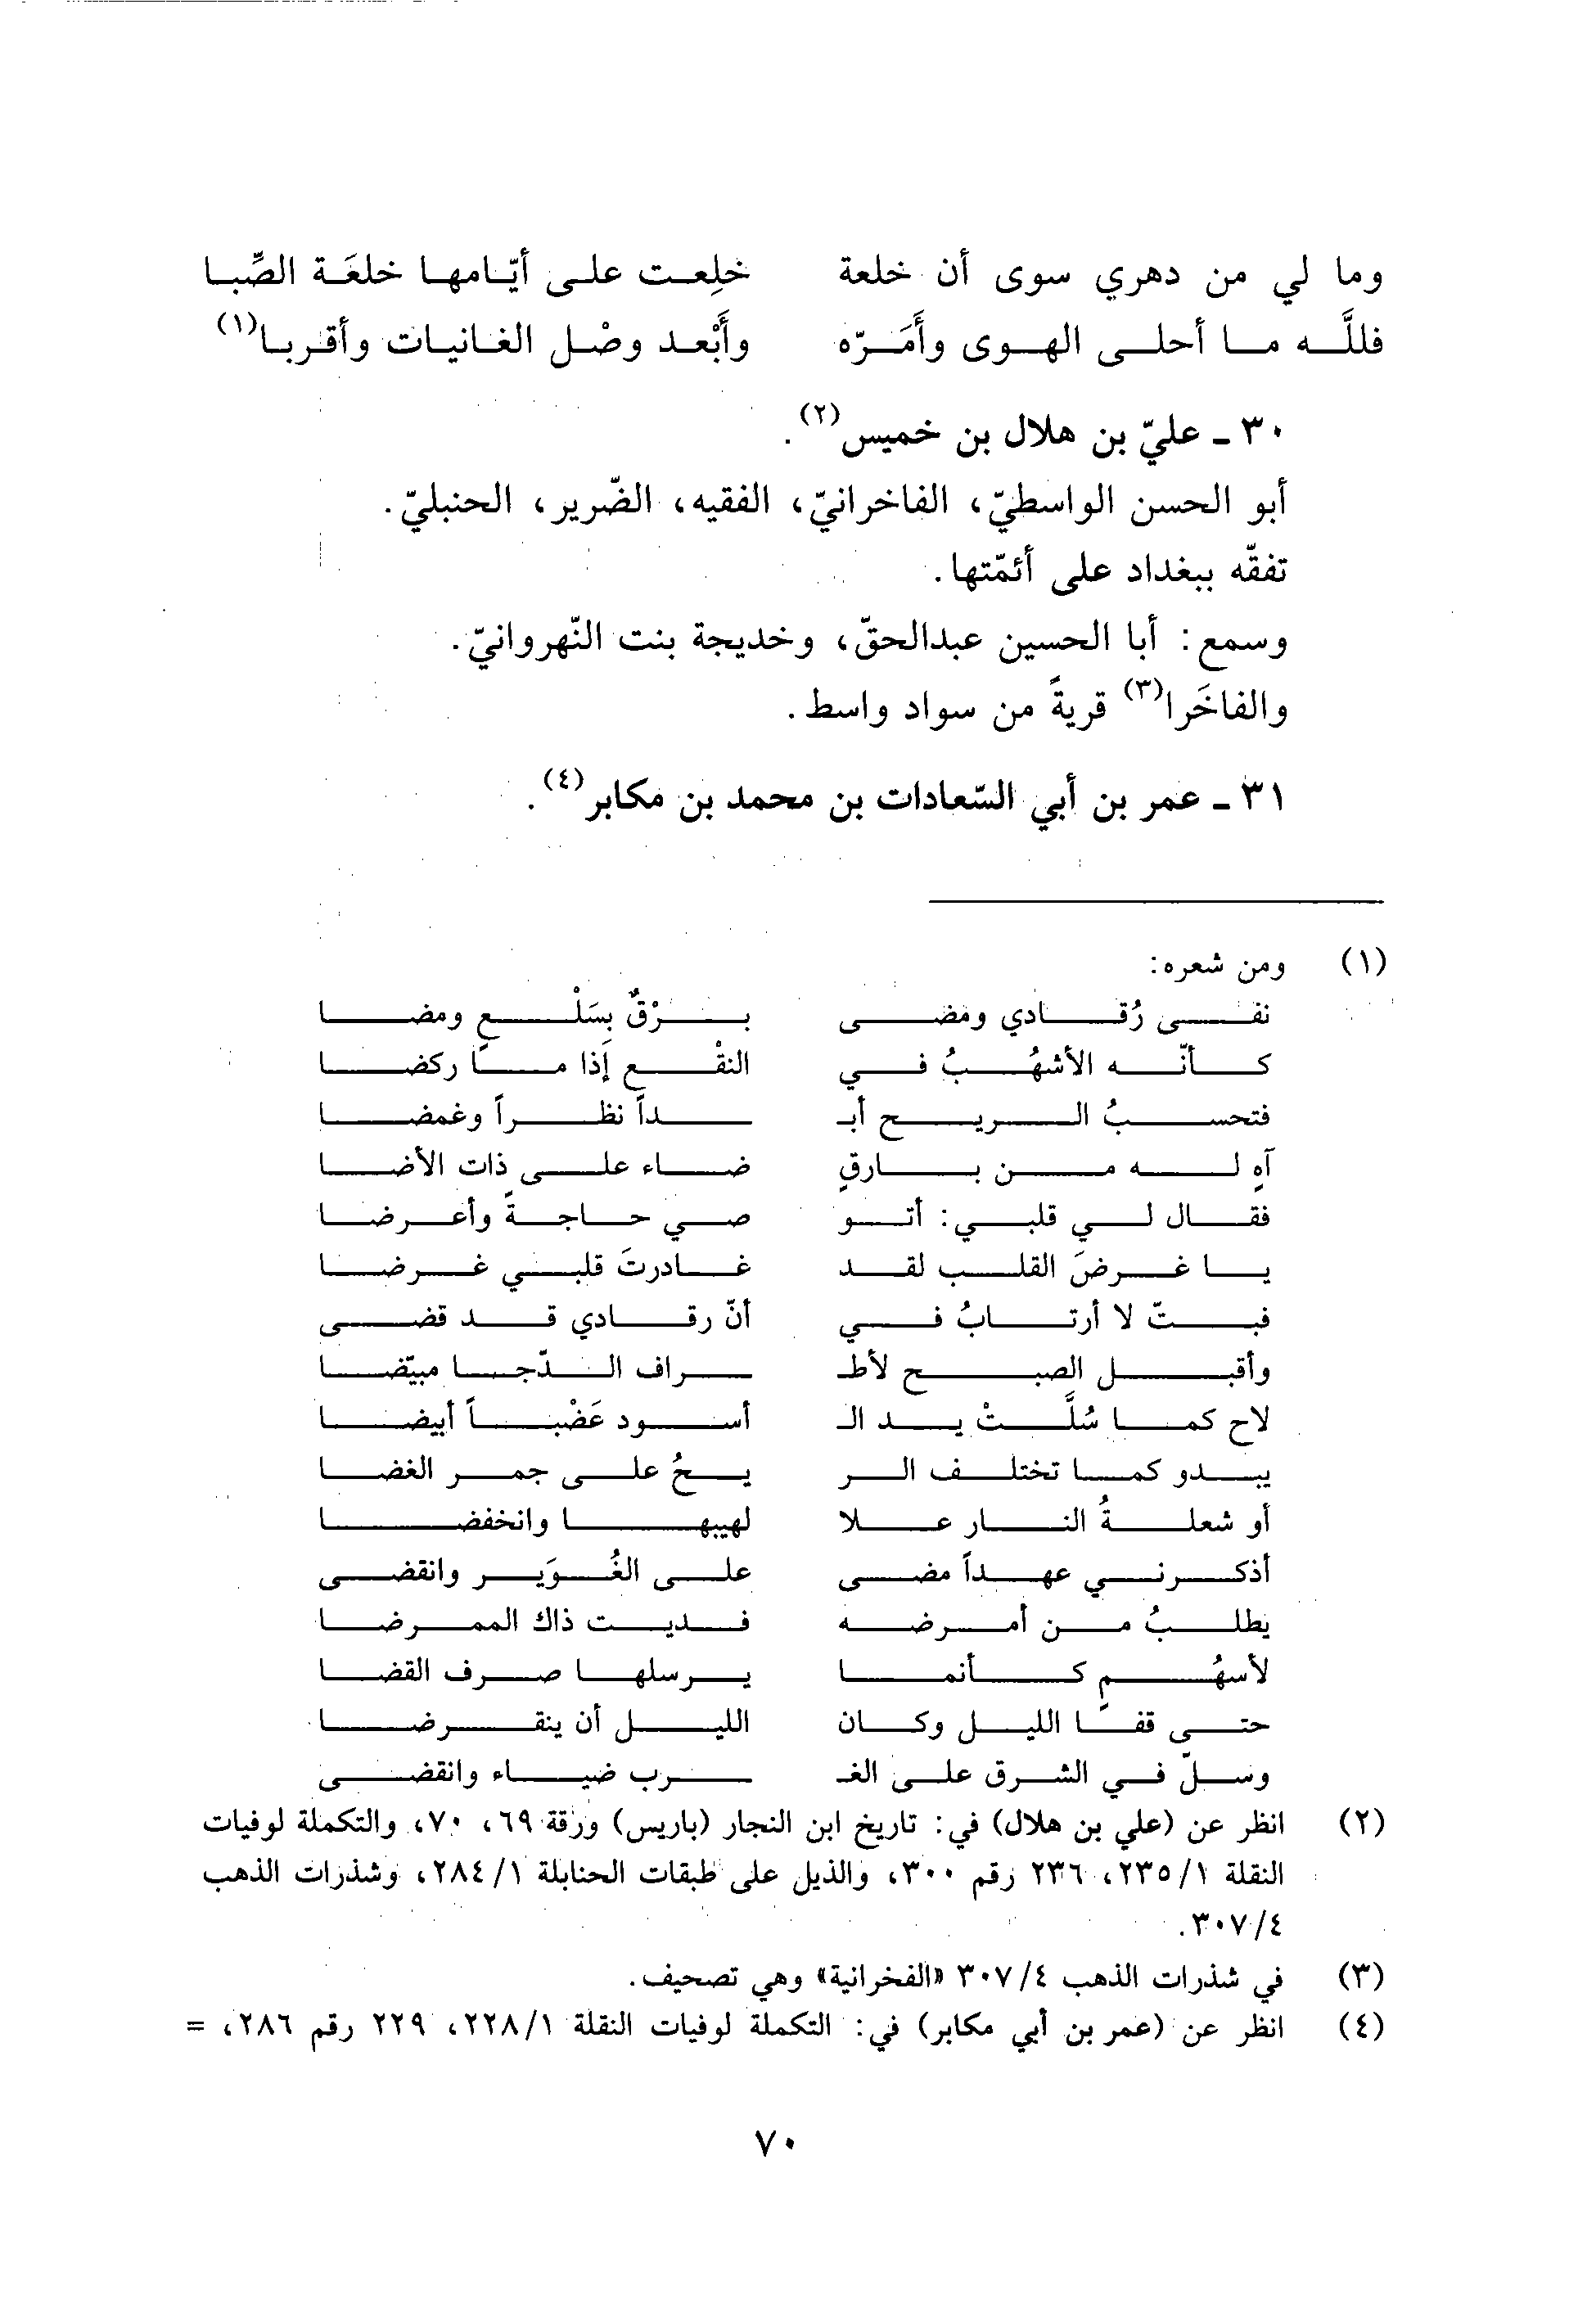 وما لي من دهري سوى أن خلعة خلِعت على أيّامها خلعَة الصِّبا
فللَّه ما أحلى الهوى وأَمَرّه وأَبْعد وصْل الغانيات وأقربا(١)
٣٠ - عليّ بن هلال بن خميس(٢).
أبو الحسن الواسطيّ، الفاخرانيّ، الفقيه، الضّرير، الحنبليّ.
تفقّه ببغداد على أئمّتها.
وسمع: أبا الحسين عبدالحقّ، وخديجة بنت النّهروانيّ.
والفاخَرا(٣) قريةً من سواد واسط.
٣١ - عمر بن أبي السّعادات بن محمد بن مكابر(٤).
(١) ومن شعره:
نفى رُقادي ومضى برْقٌ بِسَلْعٍ ومضا
كأنّه الأشهُبُ في النقْع إذا ما ركضا
فتحسبُ الريح أبـ ـداً نظراً وغمضا
آهٍ له من بارقٍ ضاء على ذات الأضا
فقال لي قلبي: أتو صي حاجةً وأعرضا
يا غرضَ القلب لقد غادرتَ قلبي غرضا
فبتّ لا أرتابُ في أنّ رقادي قد قضى
وأقبل الصبح لأطـ ـراف الدّجا مبيّضا
لاح كما سُلَّتْ يد الـ أسود عَضْباً أبيضا
يبدو كما تختلف الر يحُ على جمر الغضا
أو شعلةُ النار علا لهيبها وانخفضا
أذكرني عهداً مضى على الغُوَير وانقضى
يطلبُ من أمرضه فديت ذاك الممرضا
لأسهُمٍ كأنما يرسلها صرف القضا
حتى قفا الليل وكان الليل أن ينقرضا
وسلّ في الشرق على الغـ ـرب ضياء وانقضى
(٢) انظر عن (علي بن هلال) في: تاريخ ابن النجار (باريس) ورقة ٦٩، ٧٠، والتكملة لوفيات
النقلة ٢٣٥/١، ٢٣٦ رقم ٣٠٠، والذيل على طبقات الحنابلة ٢٨٤/١، وشذرات الذهب
٣٠٧/٤.
(٣) في شذرات الذهب ٣٠٧/٤ «الفخرانية» وهي تصحيف.
(٤) انظر عن (عمر بن أبي مكابر) في: التكملة لوفيات النقلة ٢٢٨/١، ٢٢٩ رقم ٢٨٦، =
٧٠